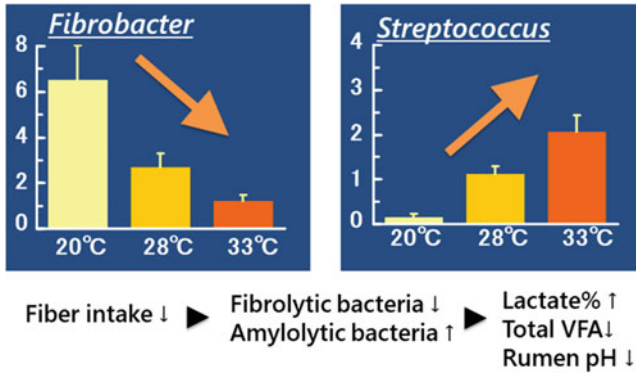 Fibrobacter
8
6
4
2
0
20℃ 28℃ 33℃
Streptococcus
4
3
2
1
0
20℃ 28℃ 33℃
Fiber intake ↓ ▶ Fibrolytic bacteria ↓ ▶ Lactate% ↑
Amylolytic bacteria ↑ Total VFA↓
Rumen pH ↓